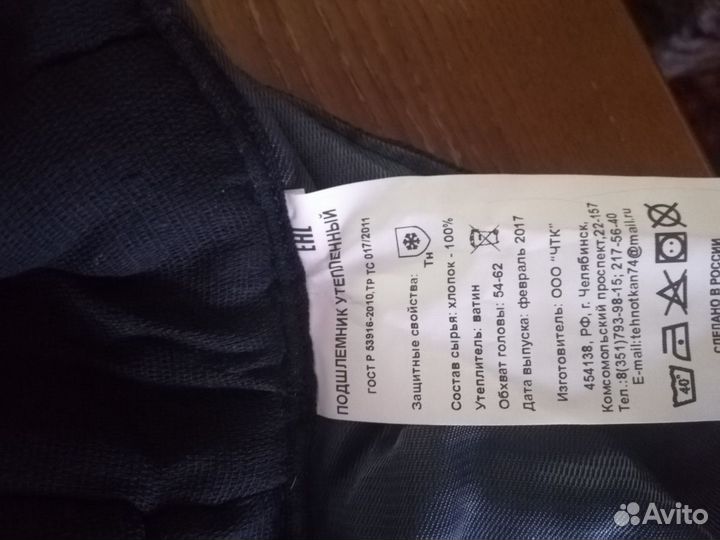 EAC
ПОДШЛЕМНИК УТЕПЛЕННЫЙ
ГОСТ Р 53916-2010,ТР ТС 017/2011
Защитные свойства:
Тн
Состав сырья: хлопок - 100%
Утеплитель: ватин
Обхват головы: 54-62
Дата выпуска: февраль 2017
Изготовитель: ООО "ЧТК"
454138, РФ, г. Челябинск,
Комсомольский проспект,22-157
Тел.:8(351)793-98-15; 217-56-40
E-mail:tehnotkan74@mail.ru
40°
СДЕЛАНО В РОССИИ
Avito